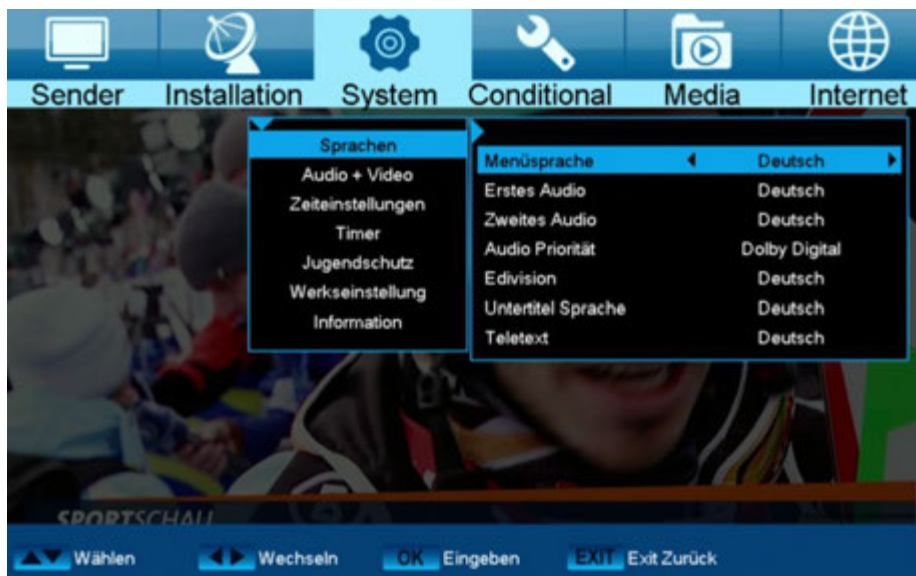 Sender Installation System Conditional Media Internet
Sprachen
Audio + Video
Zeiteinstellungen
Timer
Jugendschutz
Werkseinstellung
Information
Menüsprache Deutsch
Erstes Audio Deutsch
Zweites Audio Deutsch
Audio Priorität Dolby Digital
Edivision Deutsch
Untertitel Sprache Deutsch
Teletext Deutsch
SPORTSCHAU
Wählen Wechseln OK Eingeben EXIT Exit Zurück